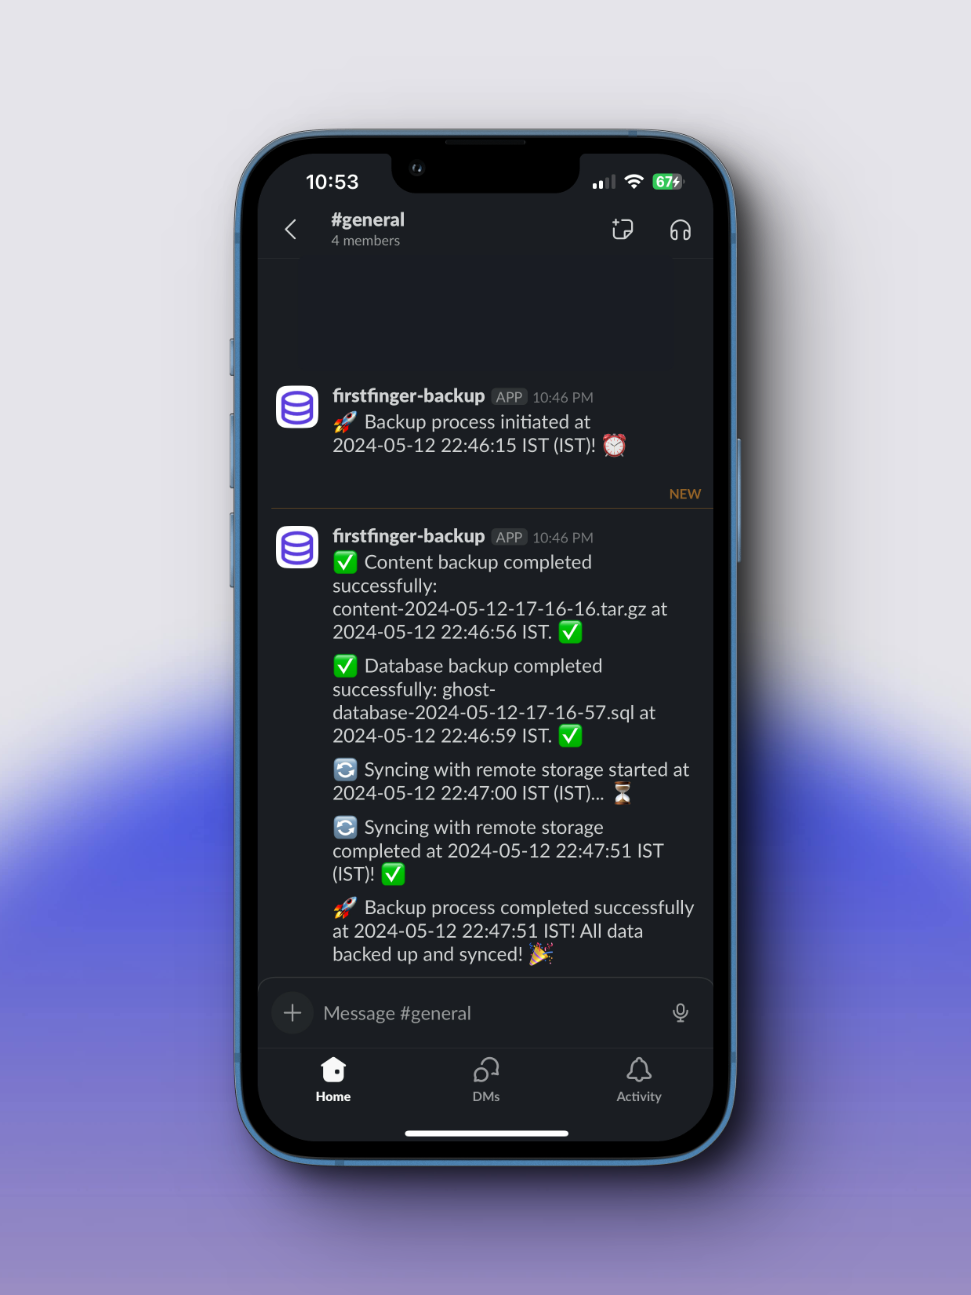 10:53
67
#general
4 members
firstfinger-backup APP 10:46 PM
🚀 Backup process initiated at
2024-05-12 22:46:15 IST (IST)! ⏰
NEW
firstfinger-backup APP 10:46 PM
✅ Content backup completed
successfully:
content-2024-05-12-17-16-16.tar.gz at
2024-05-12 22:46:56 IST. ✅
✅ Database backup completed
successfully: ghost-
database-2024-05-12-17-16-57.sql at
2024-05-12 22:46:59 IST. ✅
🔄 Syncing with remote storage started at
2024-05-12 22:47:00 IST (IST)... ⏳
🔄 Syncing with remote storage
completed at 2024-05-12 22:47:51 IST
(IST)! ✅
🚀 Backup process completed successfully
at 2024-05-12 22:47:51 IST! All data
backed up and synced! 🎉
Message #general
Home
DMs
Activity